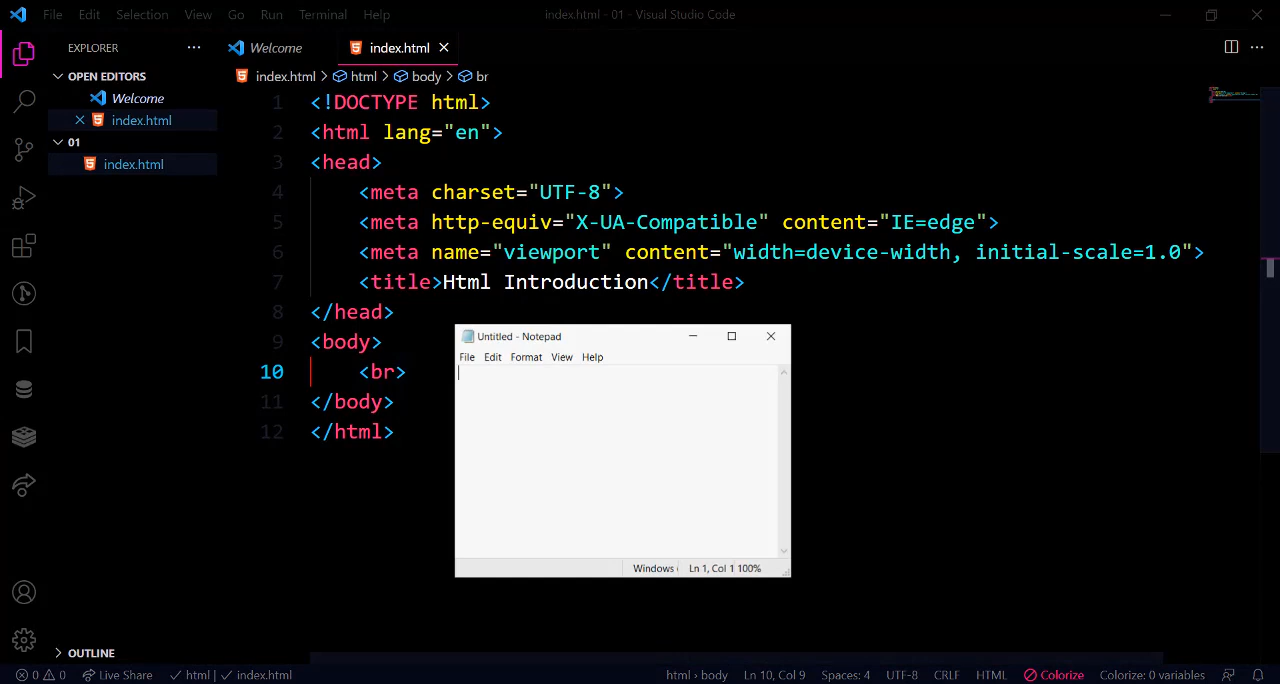 File Edit Selection View Go Run Terminal Help index.html - 01 - Visual Studio Code
EXPLORER Welcome index.html
OPEN EDITORS
Welcome
index.html
01
index.html
OUTLINE
index.html > html > body > br
1 <!DOCTYPE html>
2 <html lang="en">
3 <head>
4 <meta charset="UTF-8">
5 <meta http-equiv="X-UA-Compatible" content="IE=edge">
6 <meta name="viewport" content="width=device-width, initial-scale=1.0">
7 <title>Html Introduction</title>
8 </head>
9 <body>
10 <br>
11 </body>
12 </html>
Untitled - Notepad
File Edit Format View Help
Windows Ln 1, Col 1 100%
0 0 Live Share html | index.html html › body Ln 10, Col 9 Spaces: 4 UTF-8 CRLF HTML Colorize Colorize: 0 variables